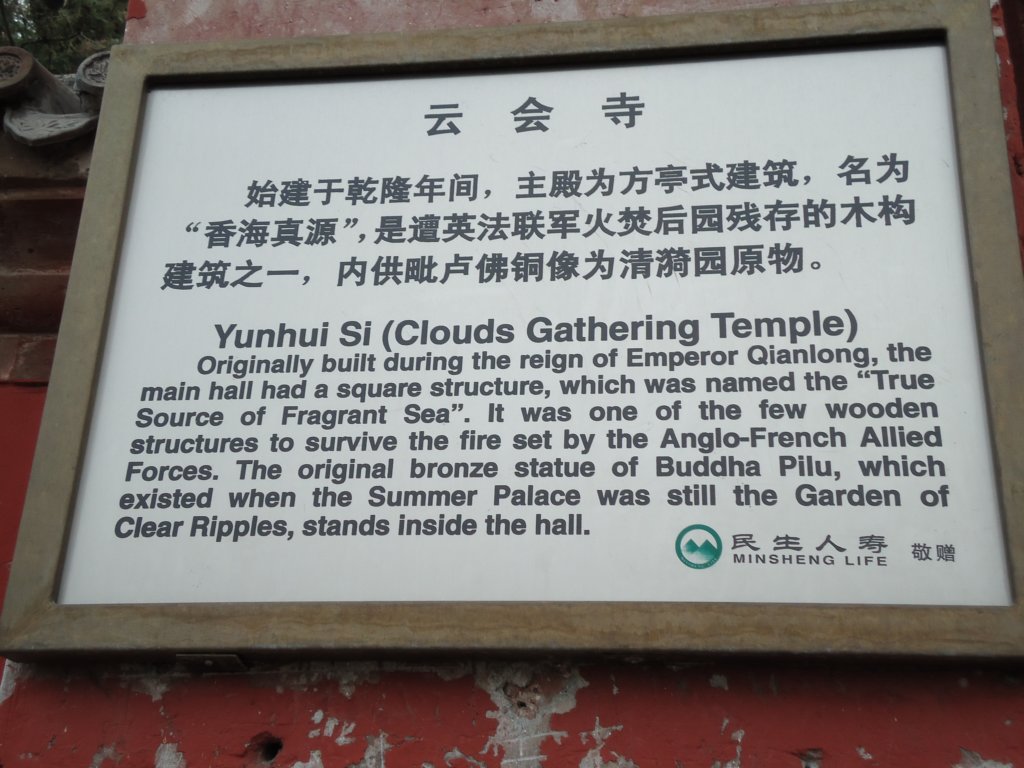 云会寺
始建于乾隆年间，主殿为方亭式建筑，名为
“香海真源”，是遭英法联军火焚后园残存的木构
建筑之一，内供毗卢佛铜像为清漪园原物。
Yunhui Si (Clouds Gathering Temple)
Originally built during the reign of Emperor Qianlong, the
main hall had a square structure, which was named the “True
Source of Fragrant Sea”. It was one of the few wooden
structures to survive the fire set by the Anglo-French Allied
Forces. The original bronze statue of Buddha Pilu, which
existed when the Summer Palace was still the Garden of
Clear Ripples, stands inside the hall.
民生人寿 敬赠
MINSHENG LIFE